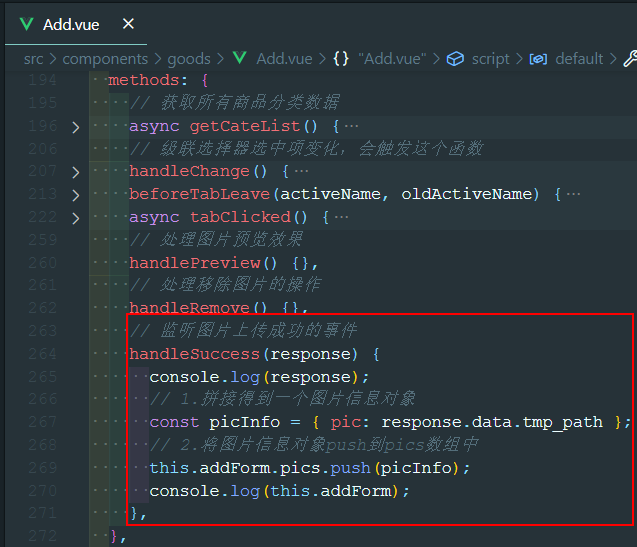 Add.vue ×
src > components > goods > Add.vue > {} "Add.vue" > script > default >
194 methods: {
195 // 获取所有商品分类数据
196 > async getCateList() { ···
206 // 级联选择器选中项变化，会触发这个函数
207 > handleChange() { ···
213 > beforeTabLeave(activeName, oldActiveName) { ···
222 > async tabClicked() { ···
259 // 处理图片预览效果
260 handlePreview() {},
261 // 处理移除图片的操作
262 handleRemove() {},
263 // 监听图片上传成功的事件
264 handleSuccess(response) {
265 console.log(response);
266 // 1.拼接得到一个图片信息对象
267 const picInfo = { pic: response.data.tmp_path };
268 // 2.将图片信息对象push到pics数组中
269 this.addForm.pics.push(picInfo);
270 console.log(this.addForm);
271 },
272 },